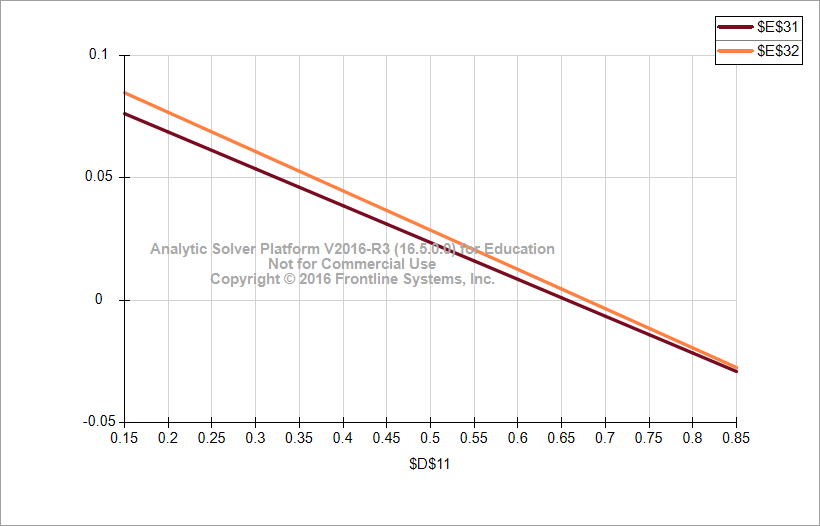 $E$31
$E$32
0.1
0.05
0
-0.05
Analytic Solver Platform V2016-R3 (16.5.0.0) for Education
Not for Commercial Use
Copyright © 2016 Frontline Systems, Inc.
0.15 0.2 0.25 0.3 0.35 0.4 0.45 0.5 0.55 0.6 0.65 0.7 0.75 0.8 0.85
$D$11